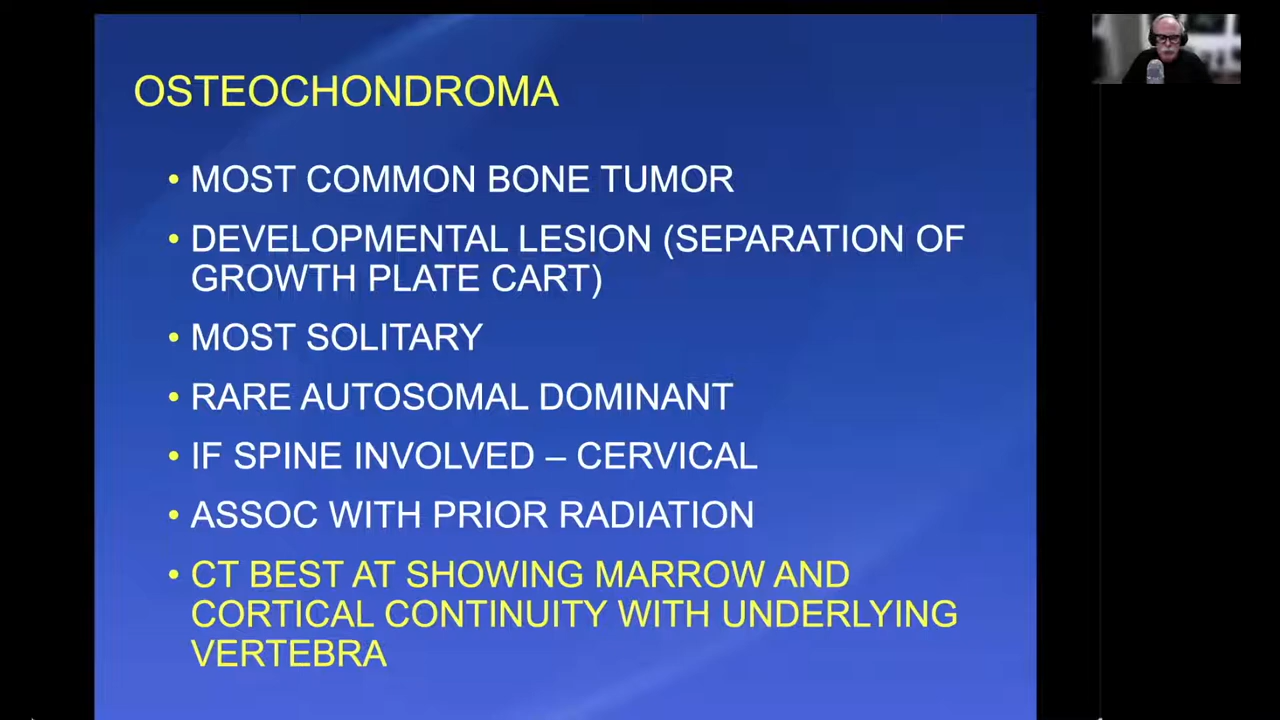 OSTEOCHONDROMA
• MOST COMMON BONE TUMOR
• DEVELOPMENTAL LESION (SEPARATION OF
GROWTH PLATE CART)
• MOST SOLITARY
• RARE AUTOSOMAL DOMINANT
• IF SPINE INVOLVED – CERVICAL
• ASSOC WITH PRIOR RADIATION
• CT BEST AT SHOWING MARROW AND
CORTICAL CONTINUITY WITH UNDERLYING
VERTEBRA